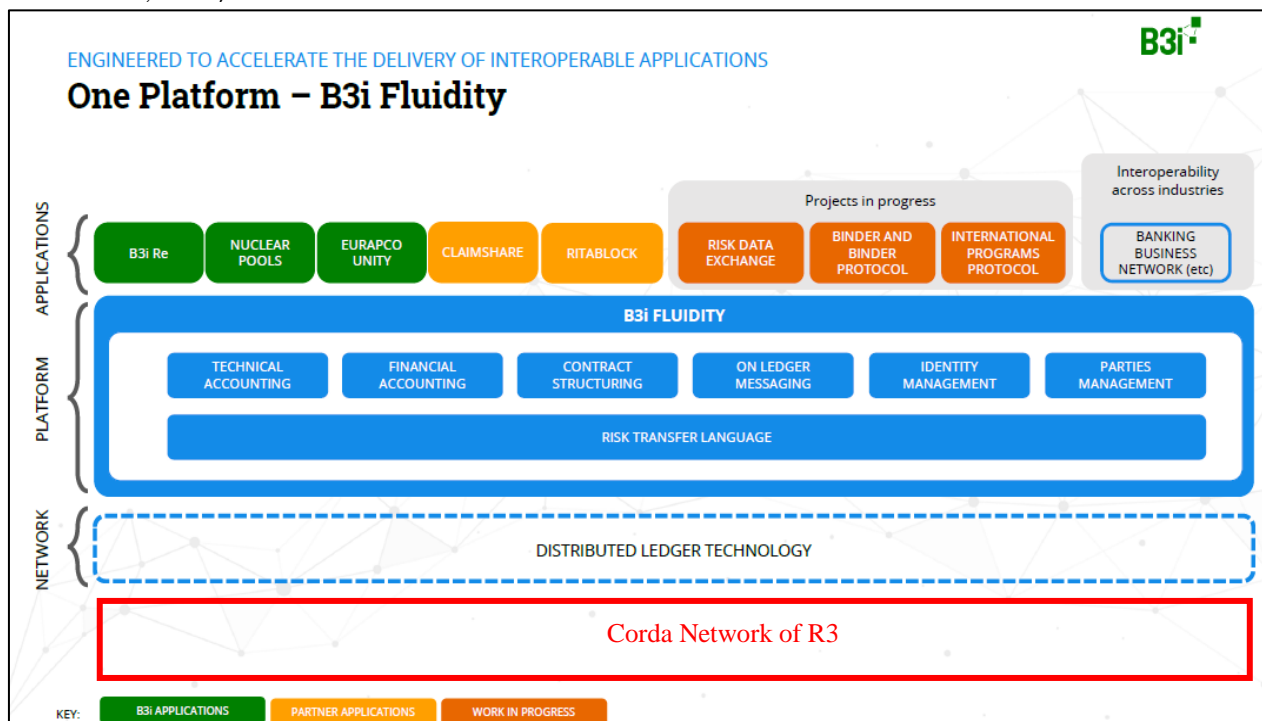 B3i
ENGINEERED TO ACCELERATE THE DELIVERY OF INTEROPERABLE APPLICATIONS
One Platform – B3i Fluidity
Interoperability
across industries
Projects in progress
APPLICATIONS
B3i Re
NUCLEAR
POOLS
EURAPCO
UNITY
CLAIMSHARE
RITABLOCK
RISK DATA
EXCHANGE
BINDER AND
BINDER
PROTOCOL
INTERNATIONAL
PROGRAMS
PROTOCOL
BANKING
BUSINESS
NETWORK (etc)
PLATFORM
B3i FLUIDITY
TECHNICAL
ACCOUNTING
FINANCIAL
ACCOUNTING
CONTRACT
STRUCTURING
ON LEDGER
MESSAGING
IDENTITY
MANAGEMENT
PARTIES
MANAGEMENT
RISK TRANSFER LANGUAGE
NETWORK
DISTRIBUTED LEDGER TECHNOLOGY
Corda Network of R3
KEY:
B3i APPLICATIONS
PARTNER APPLICATIONS
WORK IN PROGRESS